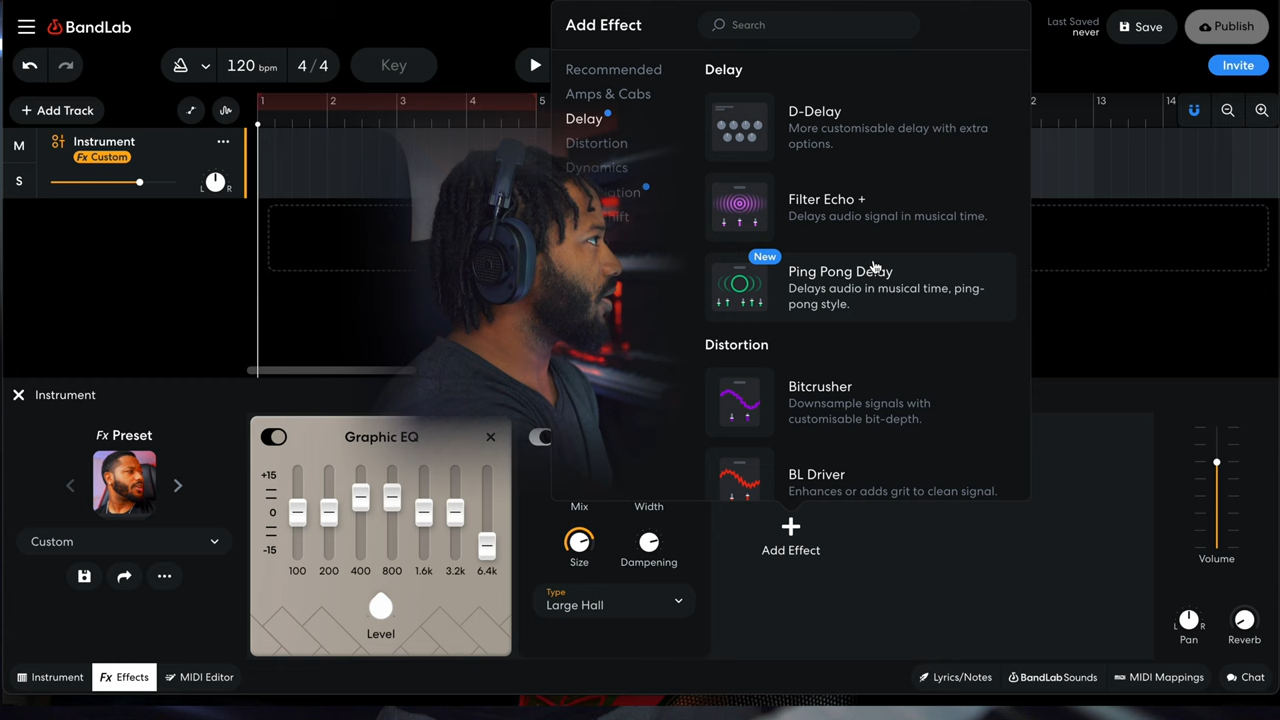 BandLab
Last Saved
never
Save
Publish
120 bpm
4/4
Key
Invite
Add Track
1
2
3
4
5
12
13
14
M
Instrument
Fx Custom
S
L
R
Add Effect
Search
Recommended
Amps & Cabs
Delay
Distortion
Dynamics
Delay
D-Delay
More customisable delay with extra
options.
Filter Echo +
Delays audio signal in musical time.
New
Ping Pong Delay
Delays audio in musical time, ping-
pong style.
Distortion
Bitcrusher
Downsample signals with
customisable bit-depth.
BL Driver
Enhances or adds grit to clean signal.
Instrument
Fx Preset
Custom
Graphic EQ
+15
0
-15
100
200
400
800
1.6k
3.2k
6.4k
Level
Mix
Width
Size
Dampening
Type
Large Hall
Add Effect
Volume
L
R
Pan
Reverb
Instrument
Fx Effects
MIDI Editor
Lyrics/Notes
BandLab Sounds
MIDI Mappings
Chat